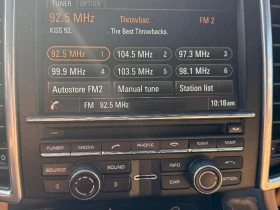 TUNER OPTION
92.5 MHz Throwbac FM 2
KISS 92. The Best Throwbacks.
92.5 MHz 1 104.5 MHz 2 97.3 MHz 3
99.9 MHz 4 103.5 MHz 5 98.1 MHz 6
Autostore FM2 Manual tune Station list
FM 92.5 MHz 10:18am
TUNER MEDIA PHONE NAVI MAP
SOURCE SOUND INFO
CAR OPTION